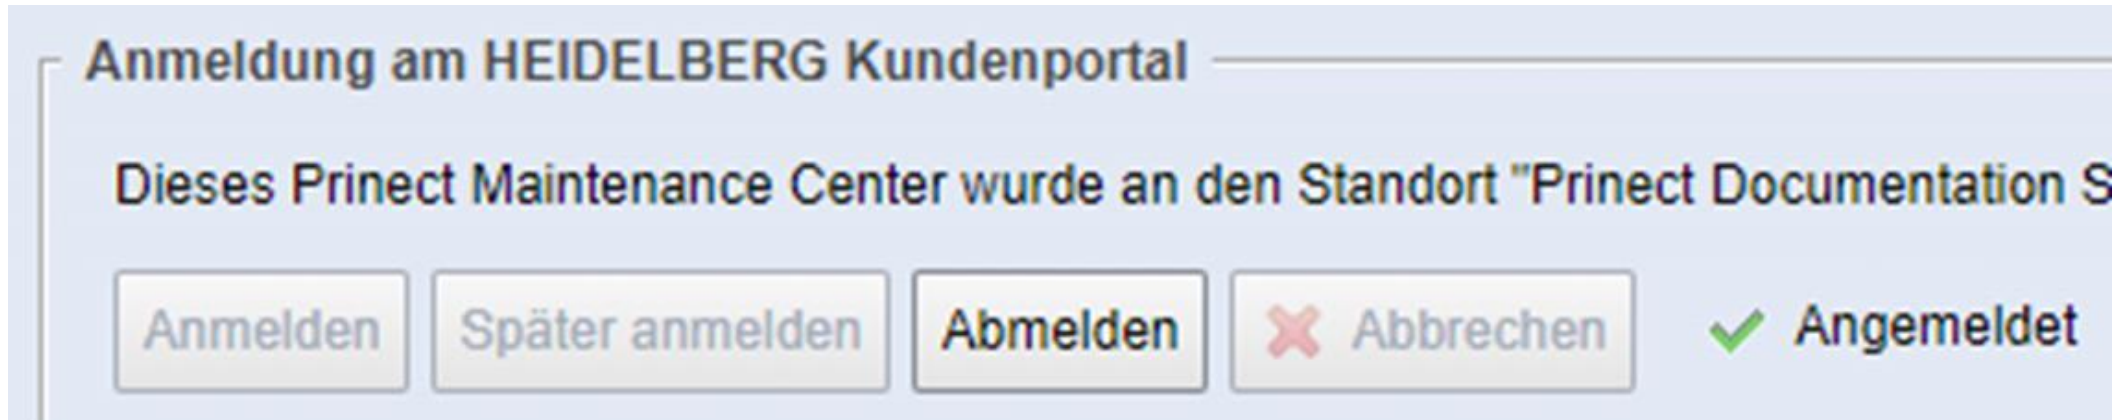 Anmeldung am HEIDELBERG Kundenportal
Dieses Prinect Maintenance Center wurde an den Standort "Prinect Documentation S
Anmelden Später anmelden Abmelden Abbrechen Angemeldet